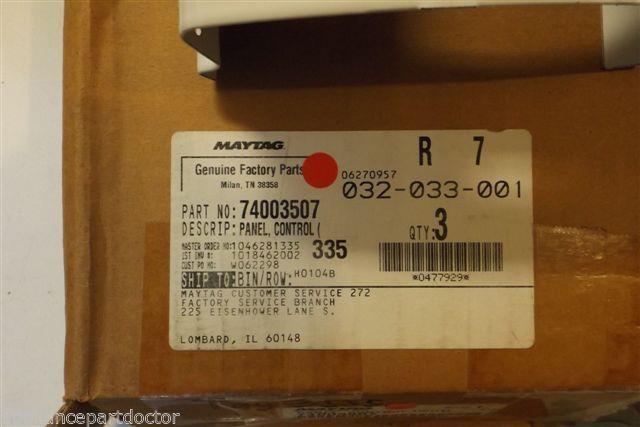 MAYTAG
R 7
Genuine Factory Parts
Milan, TN 38358
06270957
032-033-001
PART NO: 74003507
DESCRIP: PANEL, CONTROL (
QTY: 3
MASTER ORDER NO: 1046281335
1ST INV #: 1018462002
335
CUST PO NO: W062298
SHIP TO: BIN/ROW: H0104B
*0477929*
MAYTAG CUSTOMER SERVICE 272
FACTORY SERVICE BRANCH
225 EISENHOWER LANE S.
LOMBARD, IL 60148